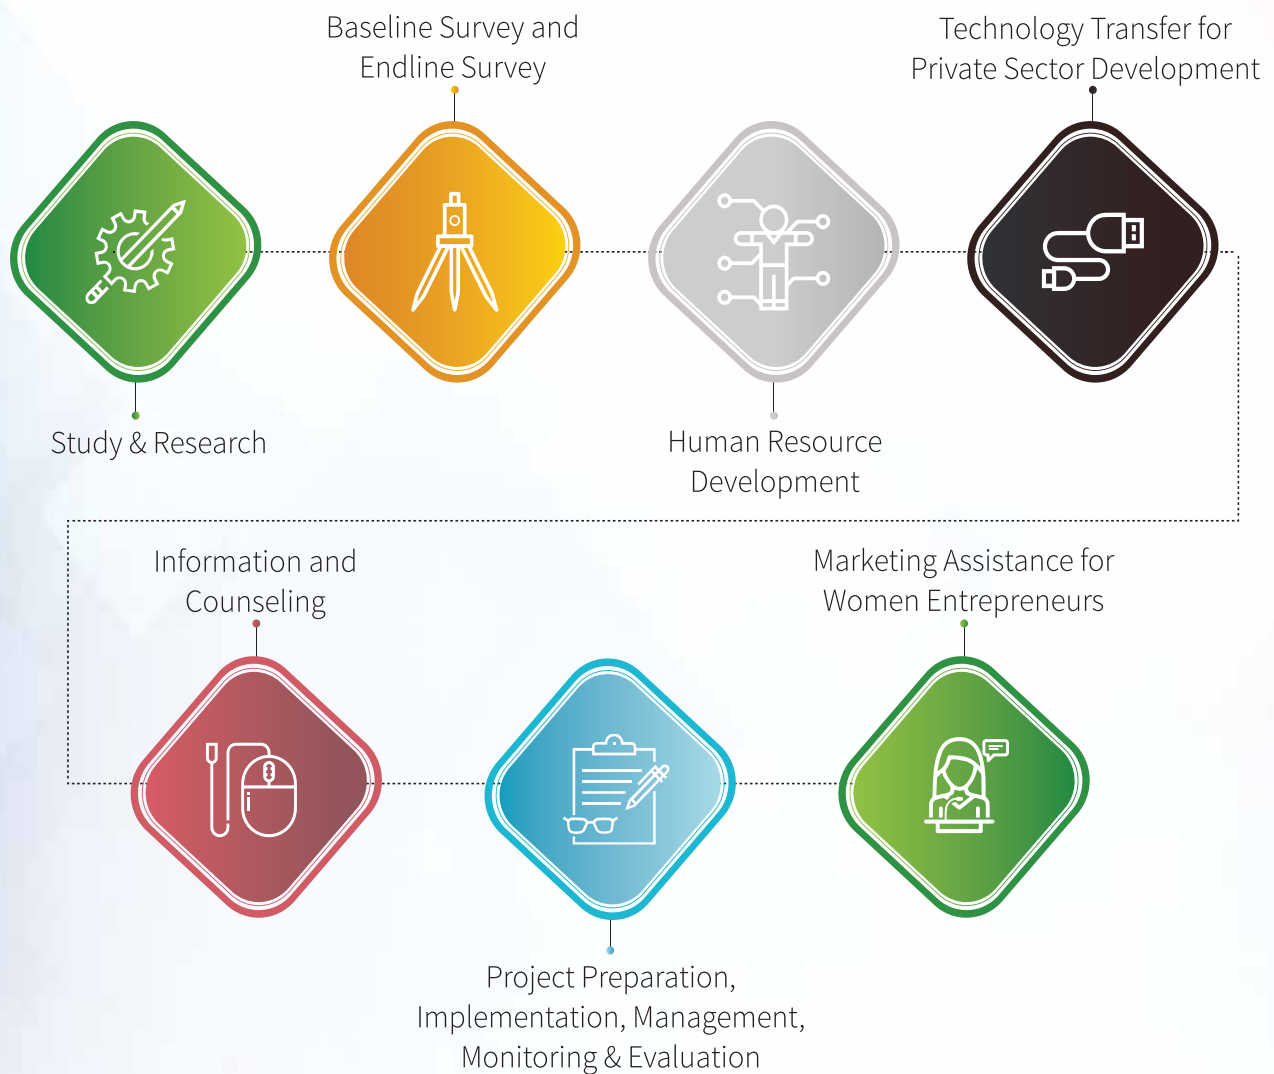 Baseline Survey and
Endline Survey
Technology Transfer for
Private Sector Development
Study & Research
Human Resource
Development
Information and
Counseling
Marketing Assistance for
Women Entrepreneurs
i
Project Preparation,
Implementation, Management,
Monitoring & Evaluation